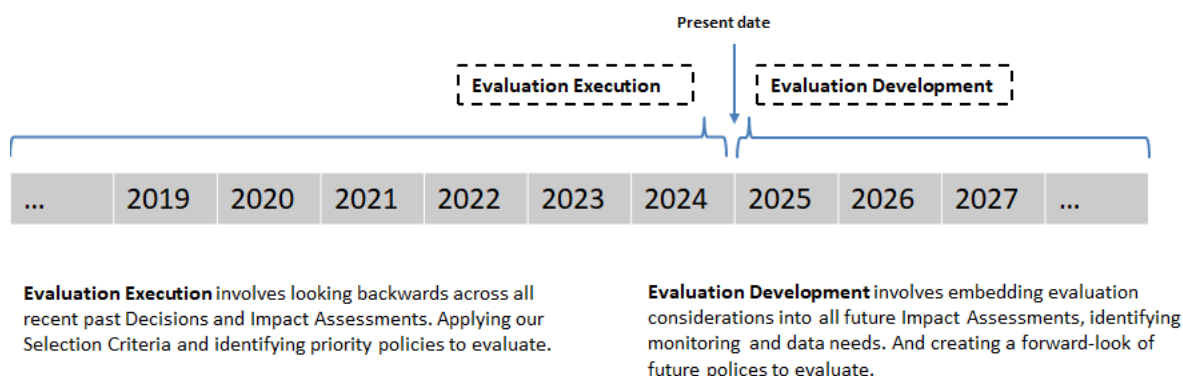 Present date
Evaluation Execution
Evaluation Development
... 2019 2020 2021 2022 2023 2024 2025 2026 2027 ...
Evaluation Execution involves looking backwards across all
recent past Decisions and Impact Assessments. Applying our
Selection Criteria and identifying priority policies to evaluate.
Evaluation Development involves embedding evaluation
considerations into all future Impact Assessments, identifying
monitoring and data needs. And creating a forward-look of
future polices to evaluate.